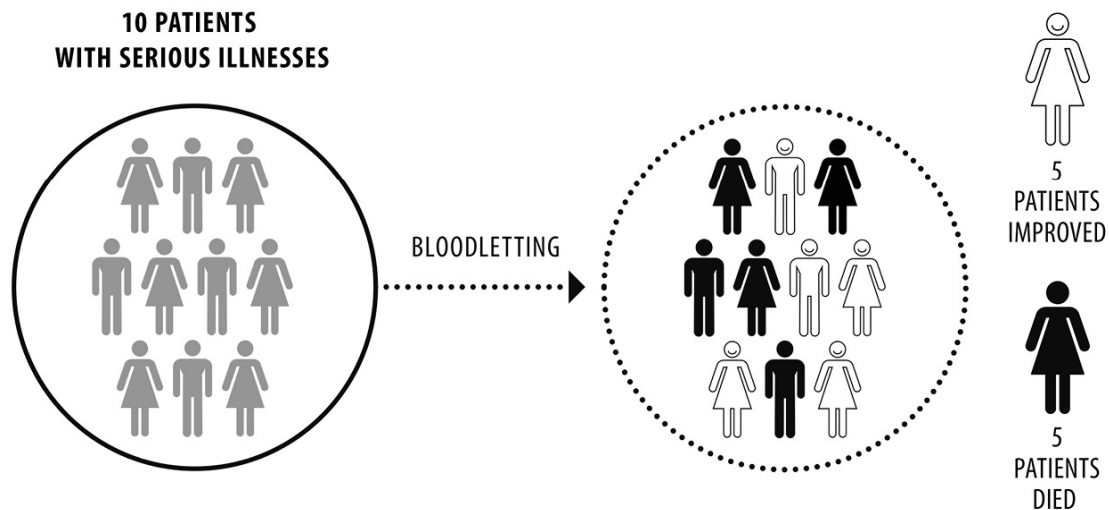 10 PATIENTS
WITH SERIOUS ILLNESSES
BLOODLETTING
5
PATIENTS
IMPROVED
5
PATIENTS
DIED